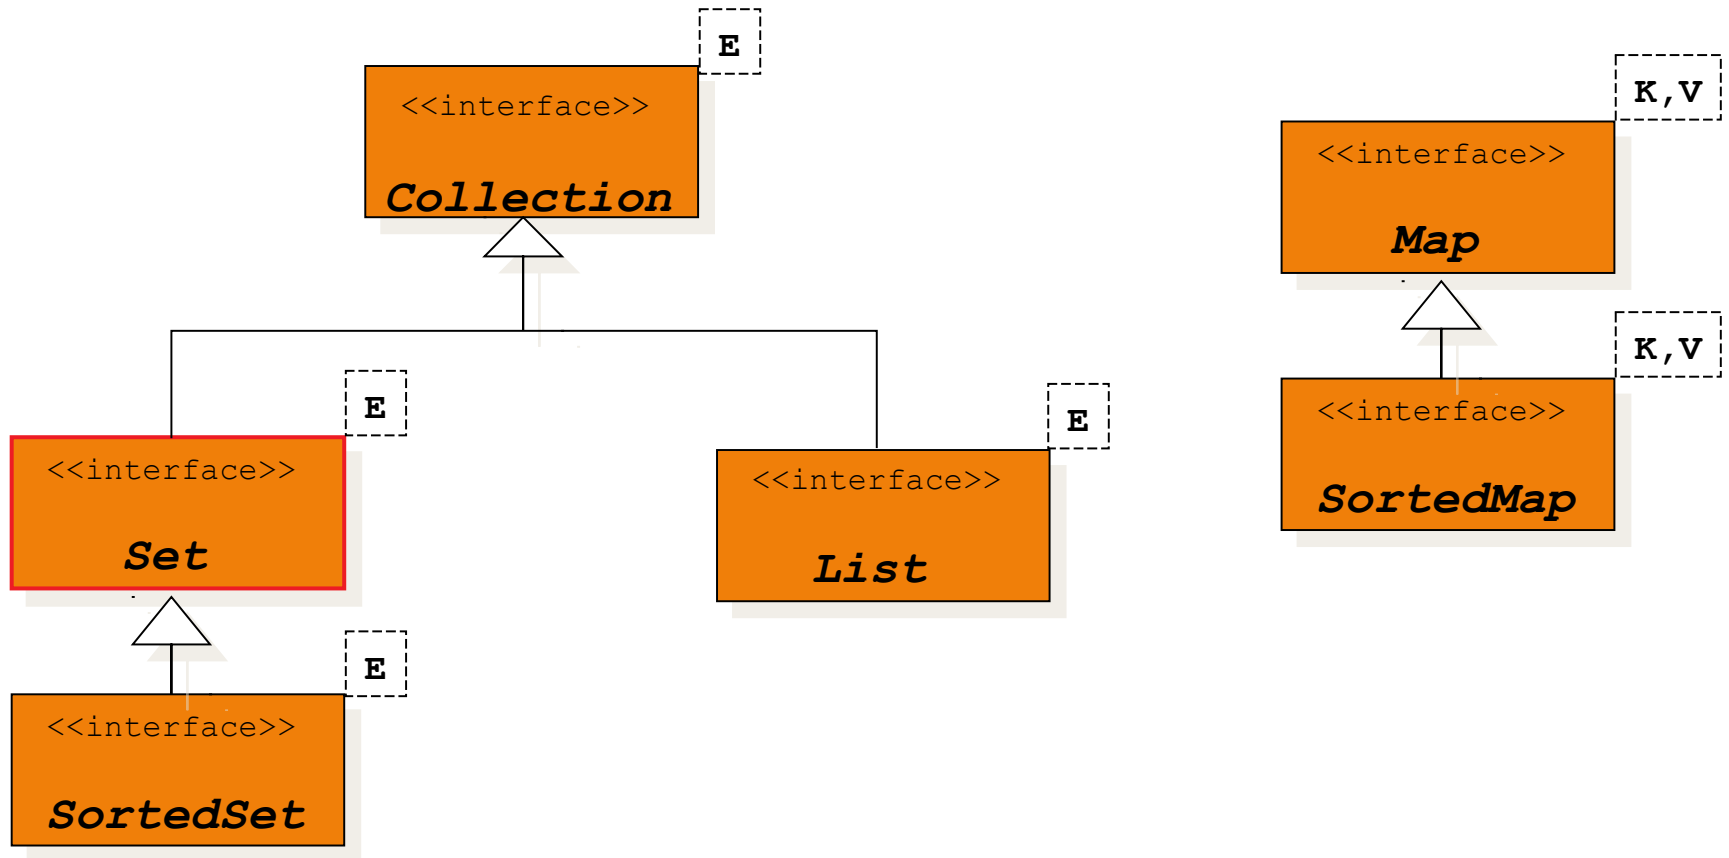 E
<<interface>>
Collection
E
<<interface>>
Set
E
<<interface>>
SortedSet
E
<<interface>>
List
K,V
<<interface>>
Map
K,V
<<interface>>
SortedMap